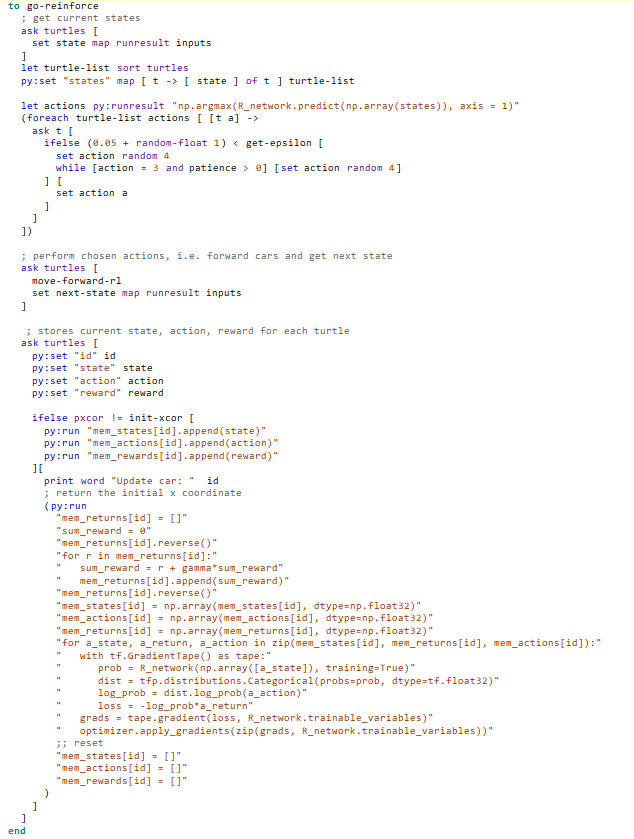 to go-reinforce
  ; get current states
  ask turtles [
    set state map runresult inputs
  ]
  let turtle-list sort turtles
  py:set "states" map [ t -> [ state ] of t ] turtle-list

  let actions py:runresult "np.argmax(R_network.predict(np.array(states)), axis = 1)"
  (foreach turtle-list actions [ [t a] ->
    ask t [
      ifelse (0.05 + random-float 1) < get-epsilon [
        set action random 4
        while [action = 3 and patience > 0] [set action random 4]
      ] [
        set action a
      ]
    ]
  ])

  ; perform chosen actions, i.e. forward cars and get next state
  ask turtles [
    move-forward-rl
    set next-state map runresult inputs
  ]

   ; stores current state, action, reward for each turtle
  ask turtles [
    py:set "id" id
    py:set "state" state
    py:set "action" action
    py:set "reward" reward

    ifelse pxcor != init-xcor [
      py:run "mem_states[id].append(state)"
      py:run "mem_actions[id].append(action)"
      py:run "mem_rewards[id].append(reward)"
    ][
      print word "Update car: "  id
      ; return the initial x coordinate
      (py:run
        "mem_returns[id] = []"
        "sum_reward = 0"
        "mem_returns[id].reverse()"
        "for r in mem_returns[id]:"
        "   sum_reward = r + gamma*sum_reward"
        "   mem_returns[id].append(sum_reward)"
        "mem_returns[id].reverse()"
        "mem_states[id] = np.array(mem_states[id], dtype=np.float32)"
        "mem_actions[id] = np.array(mem_actions[id], dtype=np.float32)"
        "mem_returns[id] = np.array(mem_returns[id], dtype=np.float32)"
        "for a_state, a_return, a_action in zip(mem_states[id], mem_returns[id], mem_actions[id]):"
        "   with tf.GradientTape() as tape:"
        "      prob = R_network(np.array([a_state]), training=True)"
        "      dist = tfp.distributions.Categorical(probs=prob, dtype=tf.float32)"
        "      log_prob = dist.log_prob(a_action)"
        "      loss = -log_prob*a_return"
        "   grads = tape.gradient(loss, R_network.trainable_variables)"
        "   optimizer.apply_gradients(zip(grads, R_network.trainable_variables))"
        ;; reset
        "mem_states[id] = []"
        "mem_actions[id] = []"
        "mem_rewards[id] = []"
      )
    ]
  ]
end